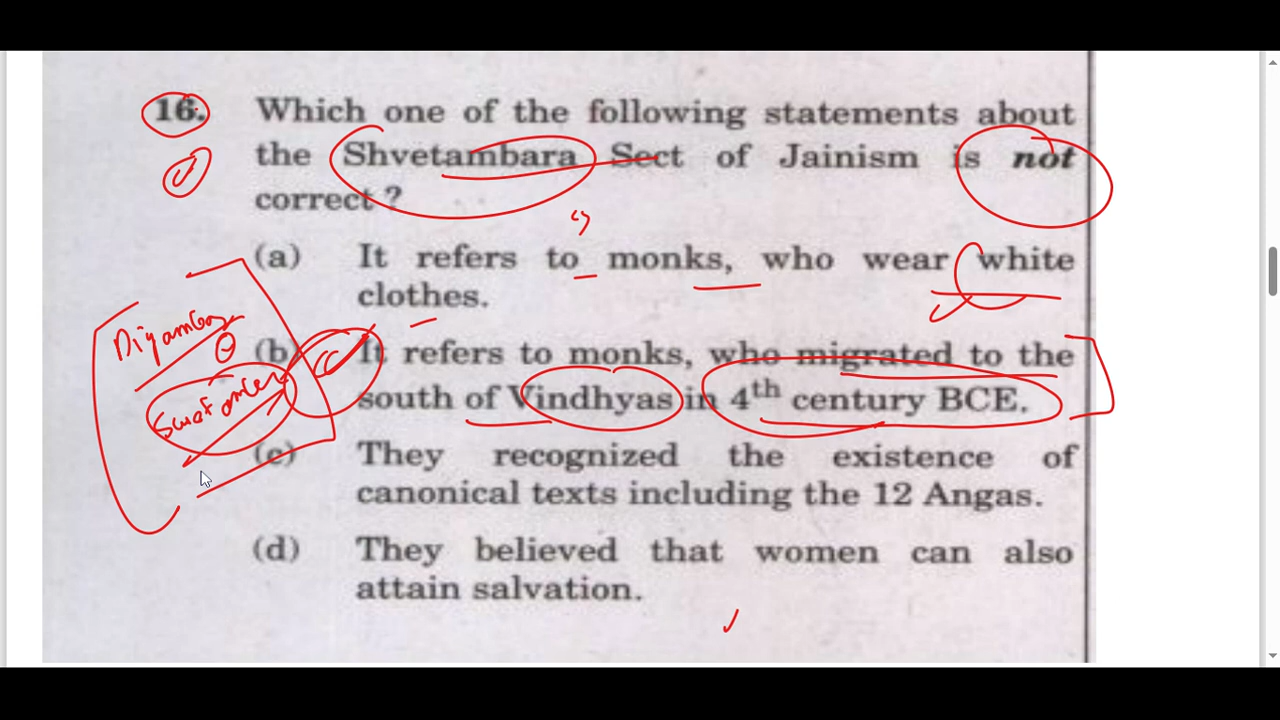 16. Which one of the following statements about
the Shvetambara Sect of Jainism is not
correct ?
(a) It refers to monks, who wear white
clothes.
(b) It refers to monks, who migrated to the
south of Vindhyas in 4th century BCE.
(c) They recognized the existence of
canonical texts including the 12 Angas.
(d) They believed that women can also
attain salvation.